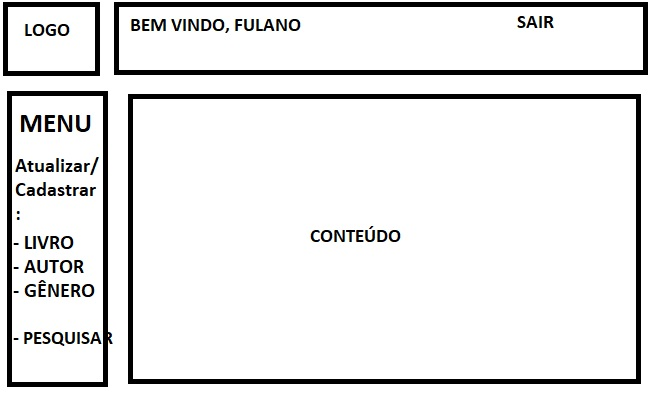 LOGO
BEM VINDO, FULANO
SAIR
MENU
Atualizar/
Cadastrar
:
- LIVRO
- AUTOR
- GÊNERO
- PESQUISAR
CONTEÚDO